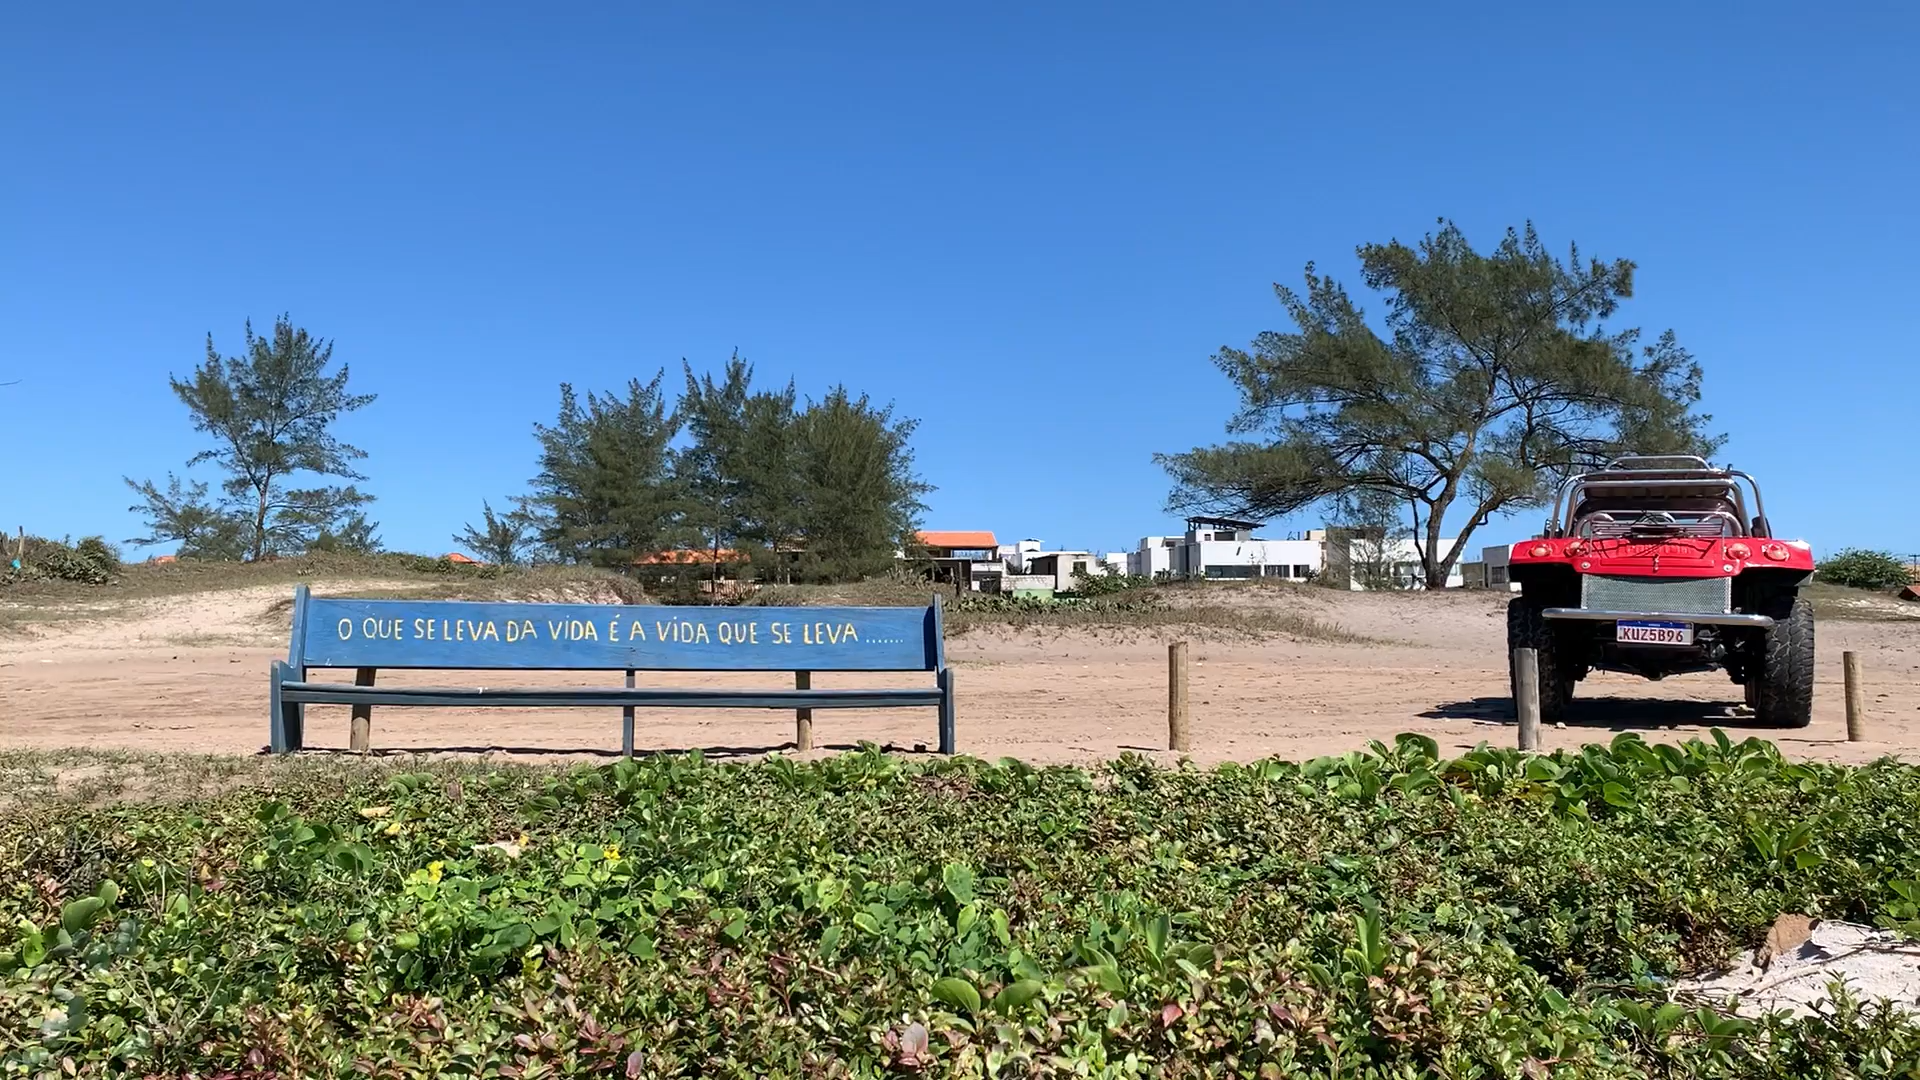 O QUE SE LEVA DA VIDA É A VIDA QUE SE LEVA .......
KUZ5B96